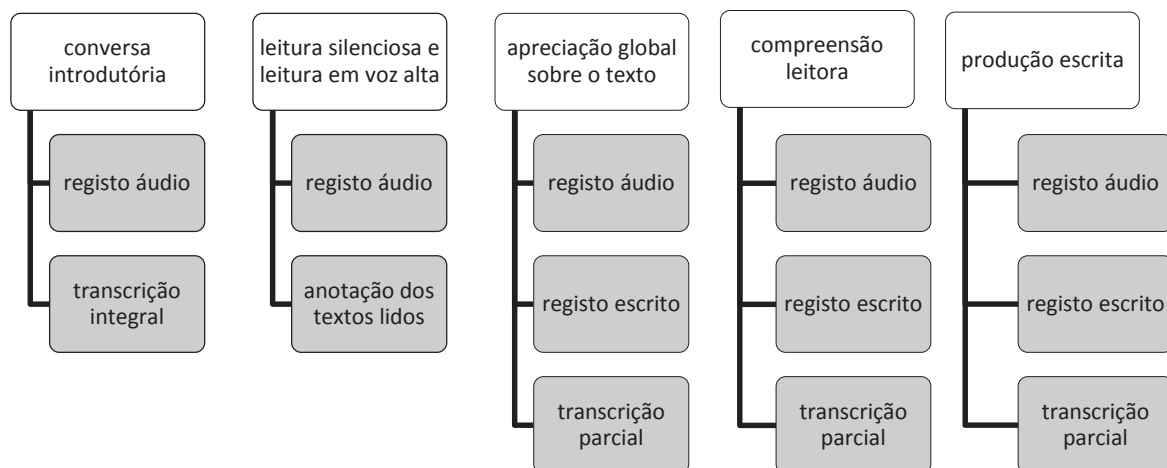 conversa
introdutória
registo áudio
transcrição
integral
leitura silenciosa e
leitura em voz alta
registo áudio
anotação dos
textos lidos
apreciação global
sobre o texto
registo áudio
registo escrito
transcrição
parcial
compreensão
leitora
registo áudio
registo escrito
transcrição
parcial
produção escrita
registo áudio
registo escrito
transcrição
parcial